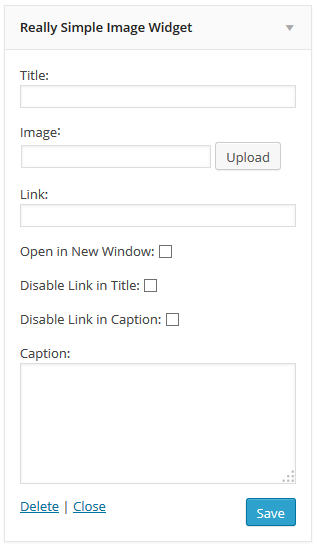 Really Simple Image Widget
Title:
Image:
Upload
Link:
Open in New Window:
Disable Link in Title:
Disable Link in Caption:
Caption:
Delete | Close
Save